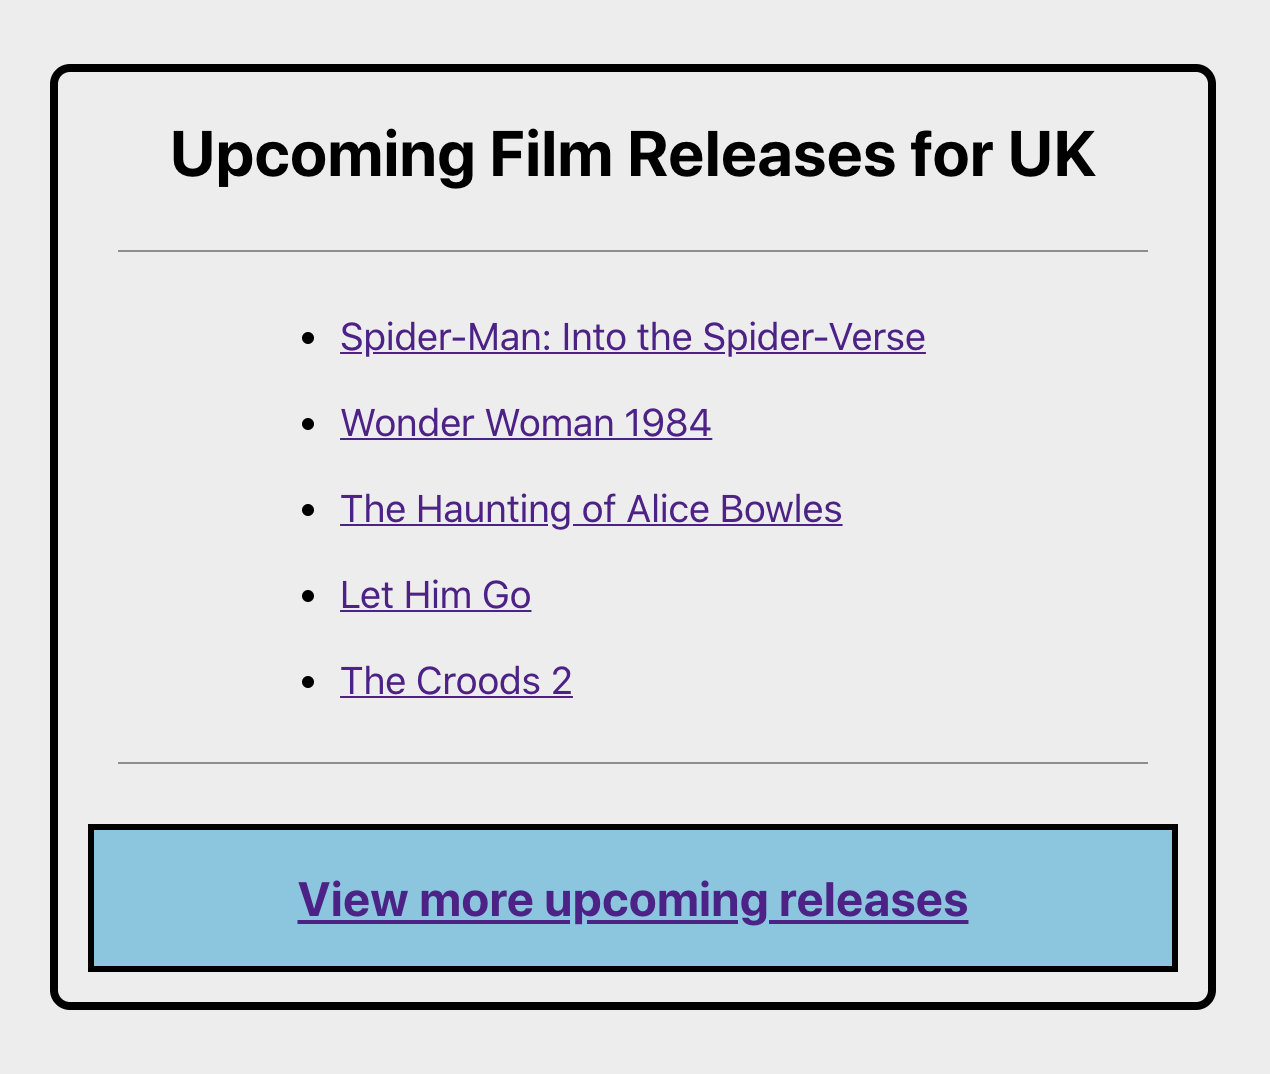 Upcoming Film Releases for UK
Spider-Man: Into the Spider-Verse
Wonder Woman 1984
The Haunting of Alice Bowles
Let Him Go
The Croods 2
View more upcoming releases